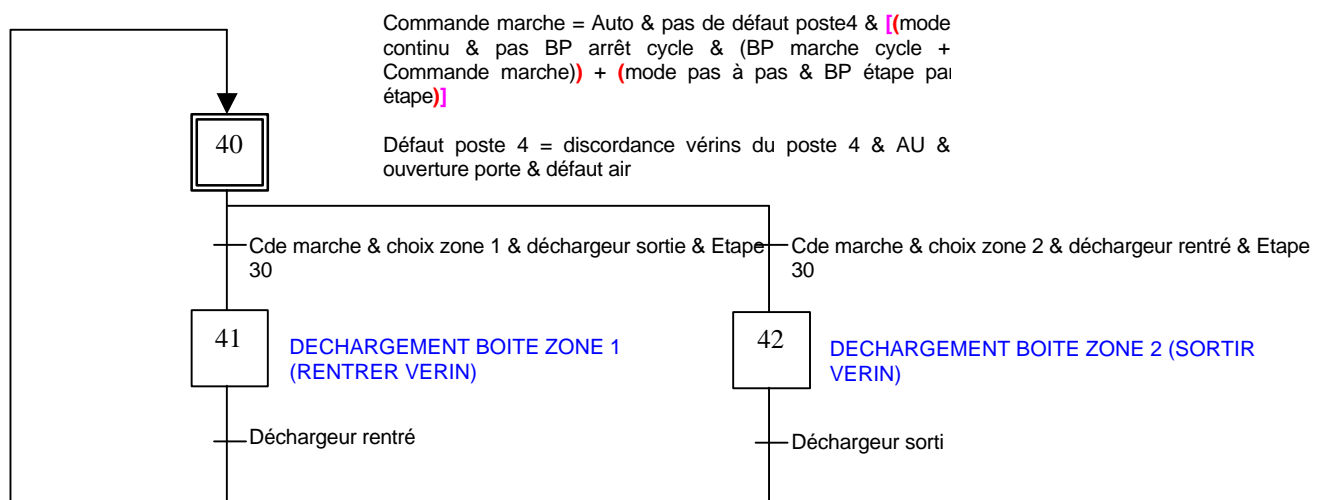 Commande marche = Auto & pas de défaut poste4 & [(mode
continu & pas BP arrêt cycle & (BP marche cycle +
Commande marche)) + (mode pas à pas & BP étape par
étape)]
Défaut poste 4 = discordance vérins du poste 4 & AU &
ouverture porte & défaut air
40
Cde marche & choix zone 1 & déchargeur sortie & Etape
30
Cde marche & choix zone 2 & déchargeur rentré & Etape
30
41
DECHARGEMENT BOITE ZONE 1
(RENTRER VERIN)
42
DECHARGEMENT BOITE ZONE 2 (SORTIR
VERIN)
Déchargeur rentré
Déchargeur sorti